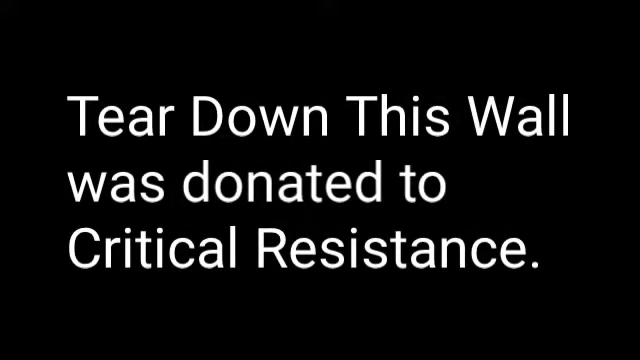 Tear Down This Wall
was donated to
Critical Resistance.